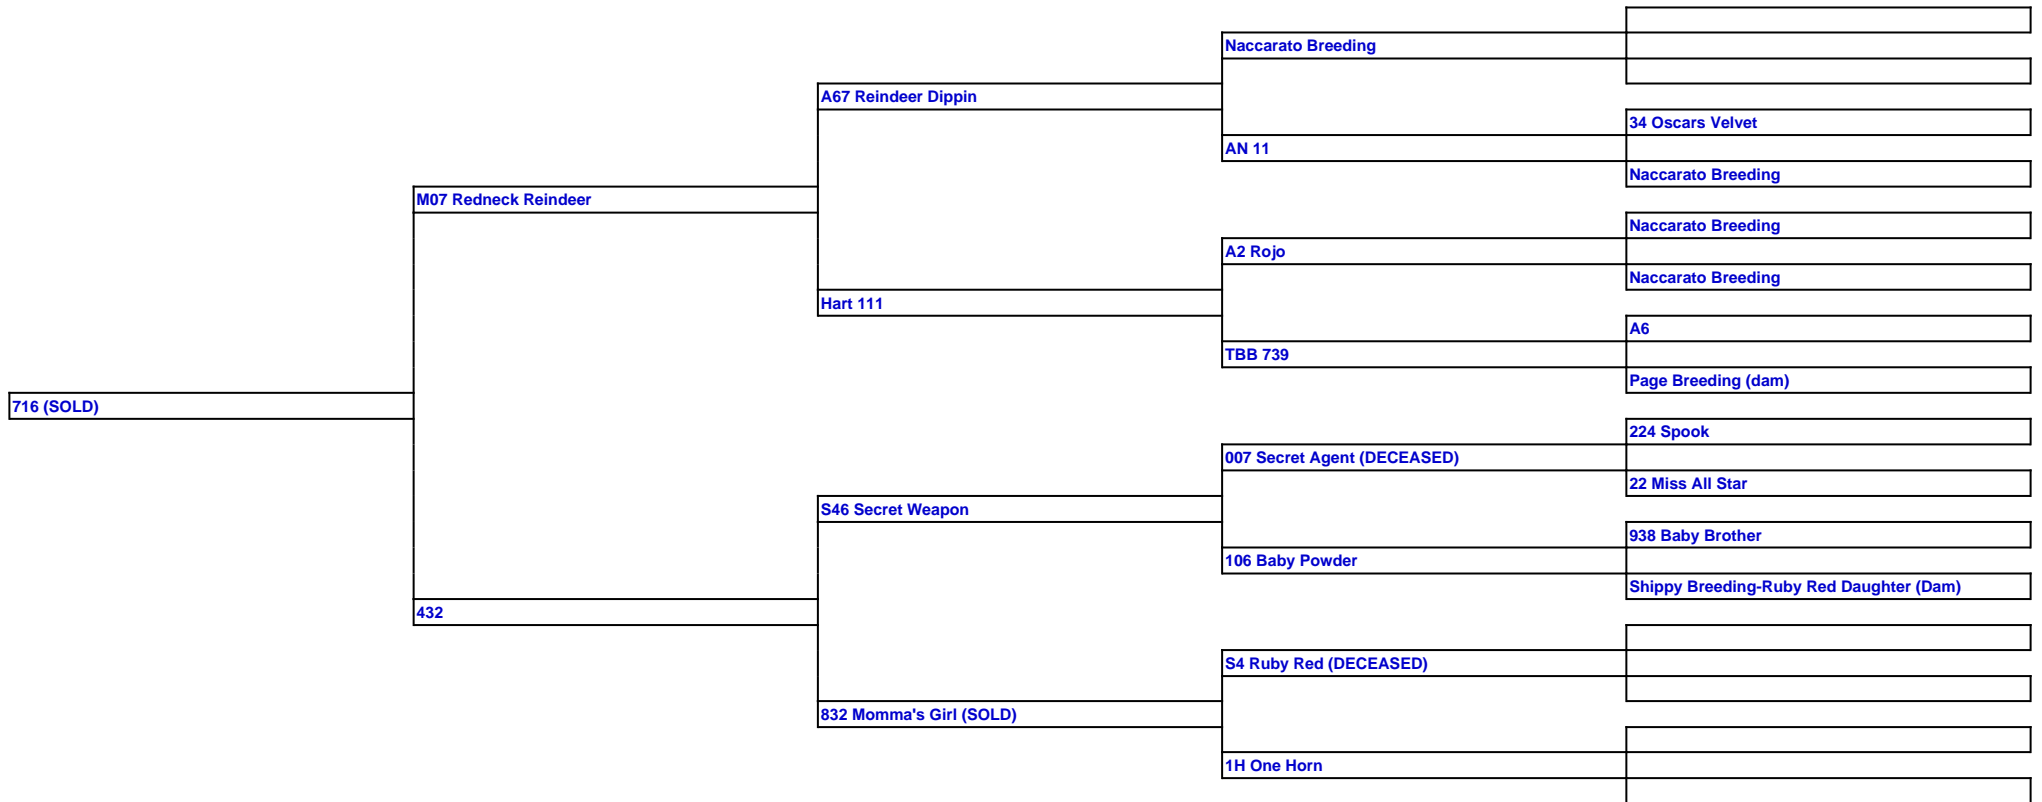 Naccarato Breeding
A67 Reindeer Dippin
34 Oscars Velvet
AN 11
Naccarato Breeding
M07 Redneck Reindeer
Naccarato Breeding
A2 Rojo
Naccarato Breeding
Hart 111
A6
TBB 739
Page Breeding (dam)
716 (SOLD)
224 Spook
007 Secret Agent (DECEASED)
22 Miss All Star
S46 Secret Weapon
938 Baby Brother
106 Baby Powder
Shippy Breeding-Ruby Red Daughter (Dam)
432
S4 Ruby Red (DECEASED)
832 Momma's Girl (SOLD)
1H One Horn